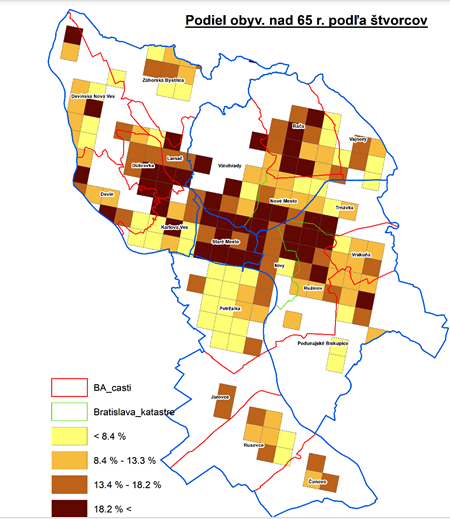 Podiel obyv. nad 65 r. podľa štvorcov
Záhorská Bystrica
Devínska Nová Ves
Rača
Vajnory
Lamač
Dúbravka
Vinohrady
Devín
Nové Mesto
Trnávka
Karlova Ves
Staré Mesto
Vrakuňa
Nivy
Ružinov
Petržalka
Podunajské Biskupice
Jarovce
Rusovce
Čunovo
BA_casti
Bratislava_katastre
< 8.4 %
8.4 % - 13.3 %
13.4 % - 18.2 %
18.2 % <